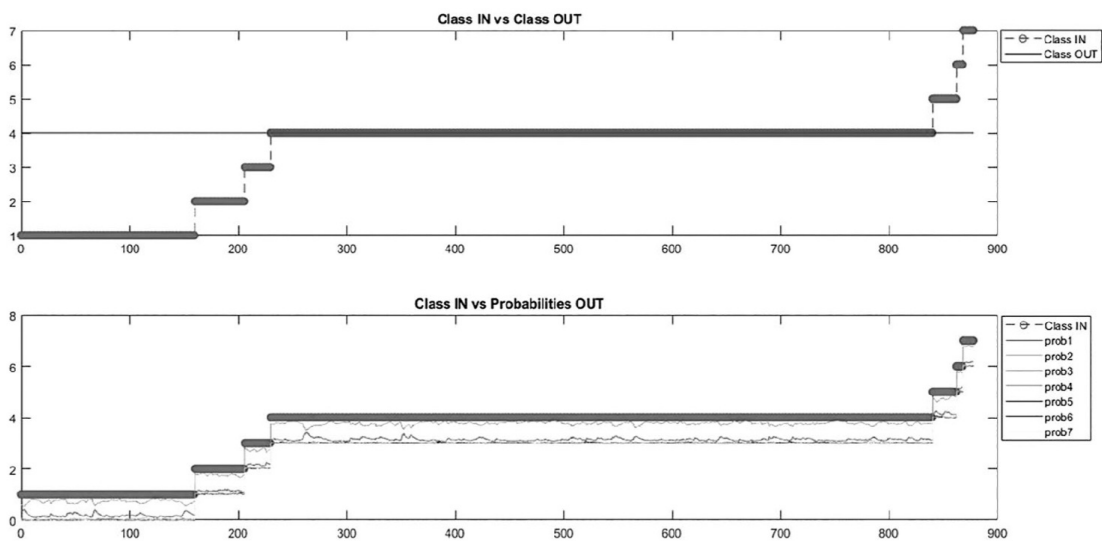 Class IN vs Class OUT
7
6
5
4
3
2
1
0 100 200 300 400 500 600 700 800 900
Class IN
Class OUT
Class IN vs Probabilities OUT
8
6
4
2
0
0 100 200 300 400 500 600 700 800 900
Class IN
prob1
prob2
prob3
prob4
prob5
prob6
prob7